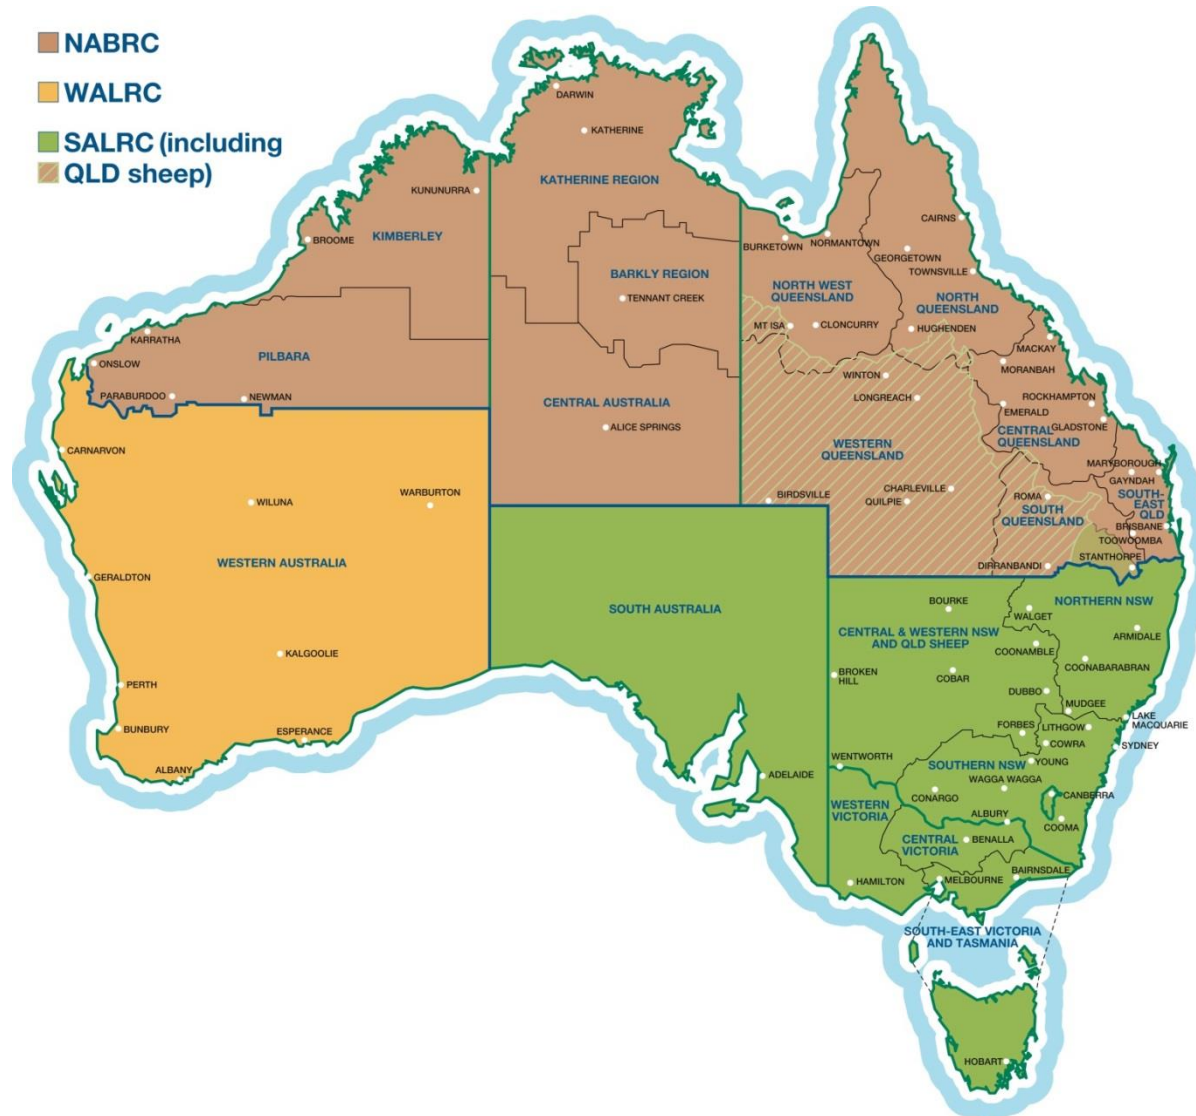 NABRC
WALRC
SALRC (including
QLD sheep)
DARWIN
KATHERINE
KATHERINE REGION
KUNUNURRA
BROOME
KIMBERLEY
BARKLY REGION
TENNANT CREEK
CAIRNS
BURKETOWN
NORMANTOWN
GEORGETOWN
TOWNSVILLE
NORTH WEST
QUEENSLAND
NORTH
QUEENSLAND
MT ISA
CLONCURRY
HUGHENDEN
KARRATHA
ONSLOW
PILBARA
PARABURDOO
NEWMAN
MACKAY
MORANBAH
WINTON
LONGREACH
ROCKHAMPTON
EMERALD
GLADSTONE
CENTRAL
QUEENSLAND
CENTRAL AUSTRALIA
ALICE SPRINGS
WESTERN
QUEENSLAND
CARNARVON
WILUNA
WARBURTON
BIRDSVILLE
CHARLEVILLE
QUILPIE
MARYBOROUGH
GAYNDAH
ROMA
SOUTH
QUEENSLAND
SOUTH-
EAST
QLD
BRISBANE
TOOWOOMBA
STANTHORPE
DIRRANBANDI
WESTERN AUSTRALIA
GERALDTON
SOUTH AUSTRALIA
KALGOOLIE
PERTH
BUNBURY
ESPERANCE
ALBANY
BOURKE
WALGET
NORTHERN NSW
ARMIDALE
CENTRAL & WESTERN NSW
AND QLD SHEEP
COONAMBLE
COONABARABRAN
BROKEN
HILL
COBAR
DUBBO
MUDGEE
LAKE
MACQUARIE
FORBES
LITHGOW
COWRA
SYDNEY
YOUNG
WENTWORTH
SOUTHERN NSW
WAGGA WAGGA
ADELAIDE
CONARGO
CANBERRA
WESTERN
VICTORIA
ALBURY
COOMA
CENTRAL
VICTORIA
BENALLA
HAMILTON
MELBOURNE
BAIRNSDALE
SOUTH-EAST VICTORIA
AND TASMANIA
HOBART